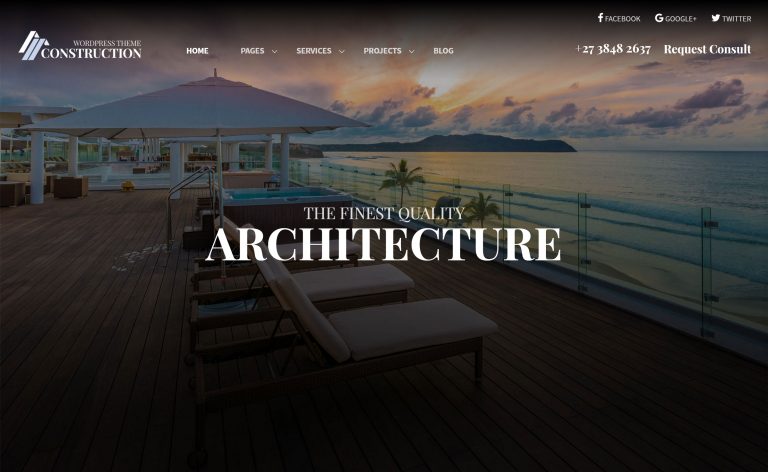 FACEBOOK
GOOGLE+
TWITTER
WORDPRESS THEME
CONSTRUCTION
HOME
PAGES
SERVICES
PROJECTS
BLOG
+27 3848 2637
Request Consult
THE FINEST QUALITY
ARCHITECTURE